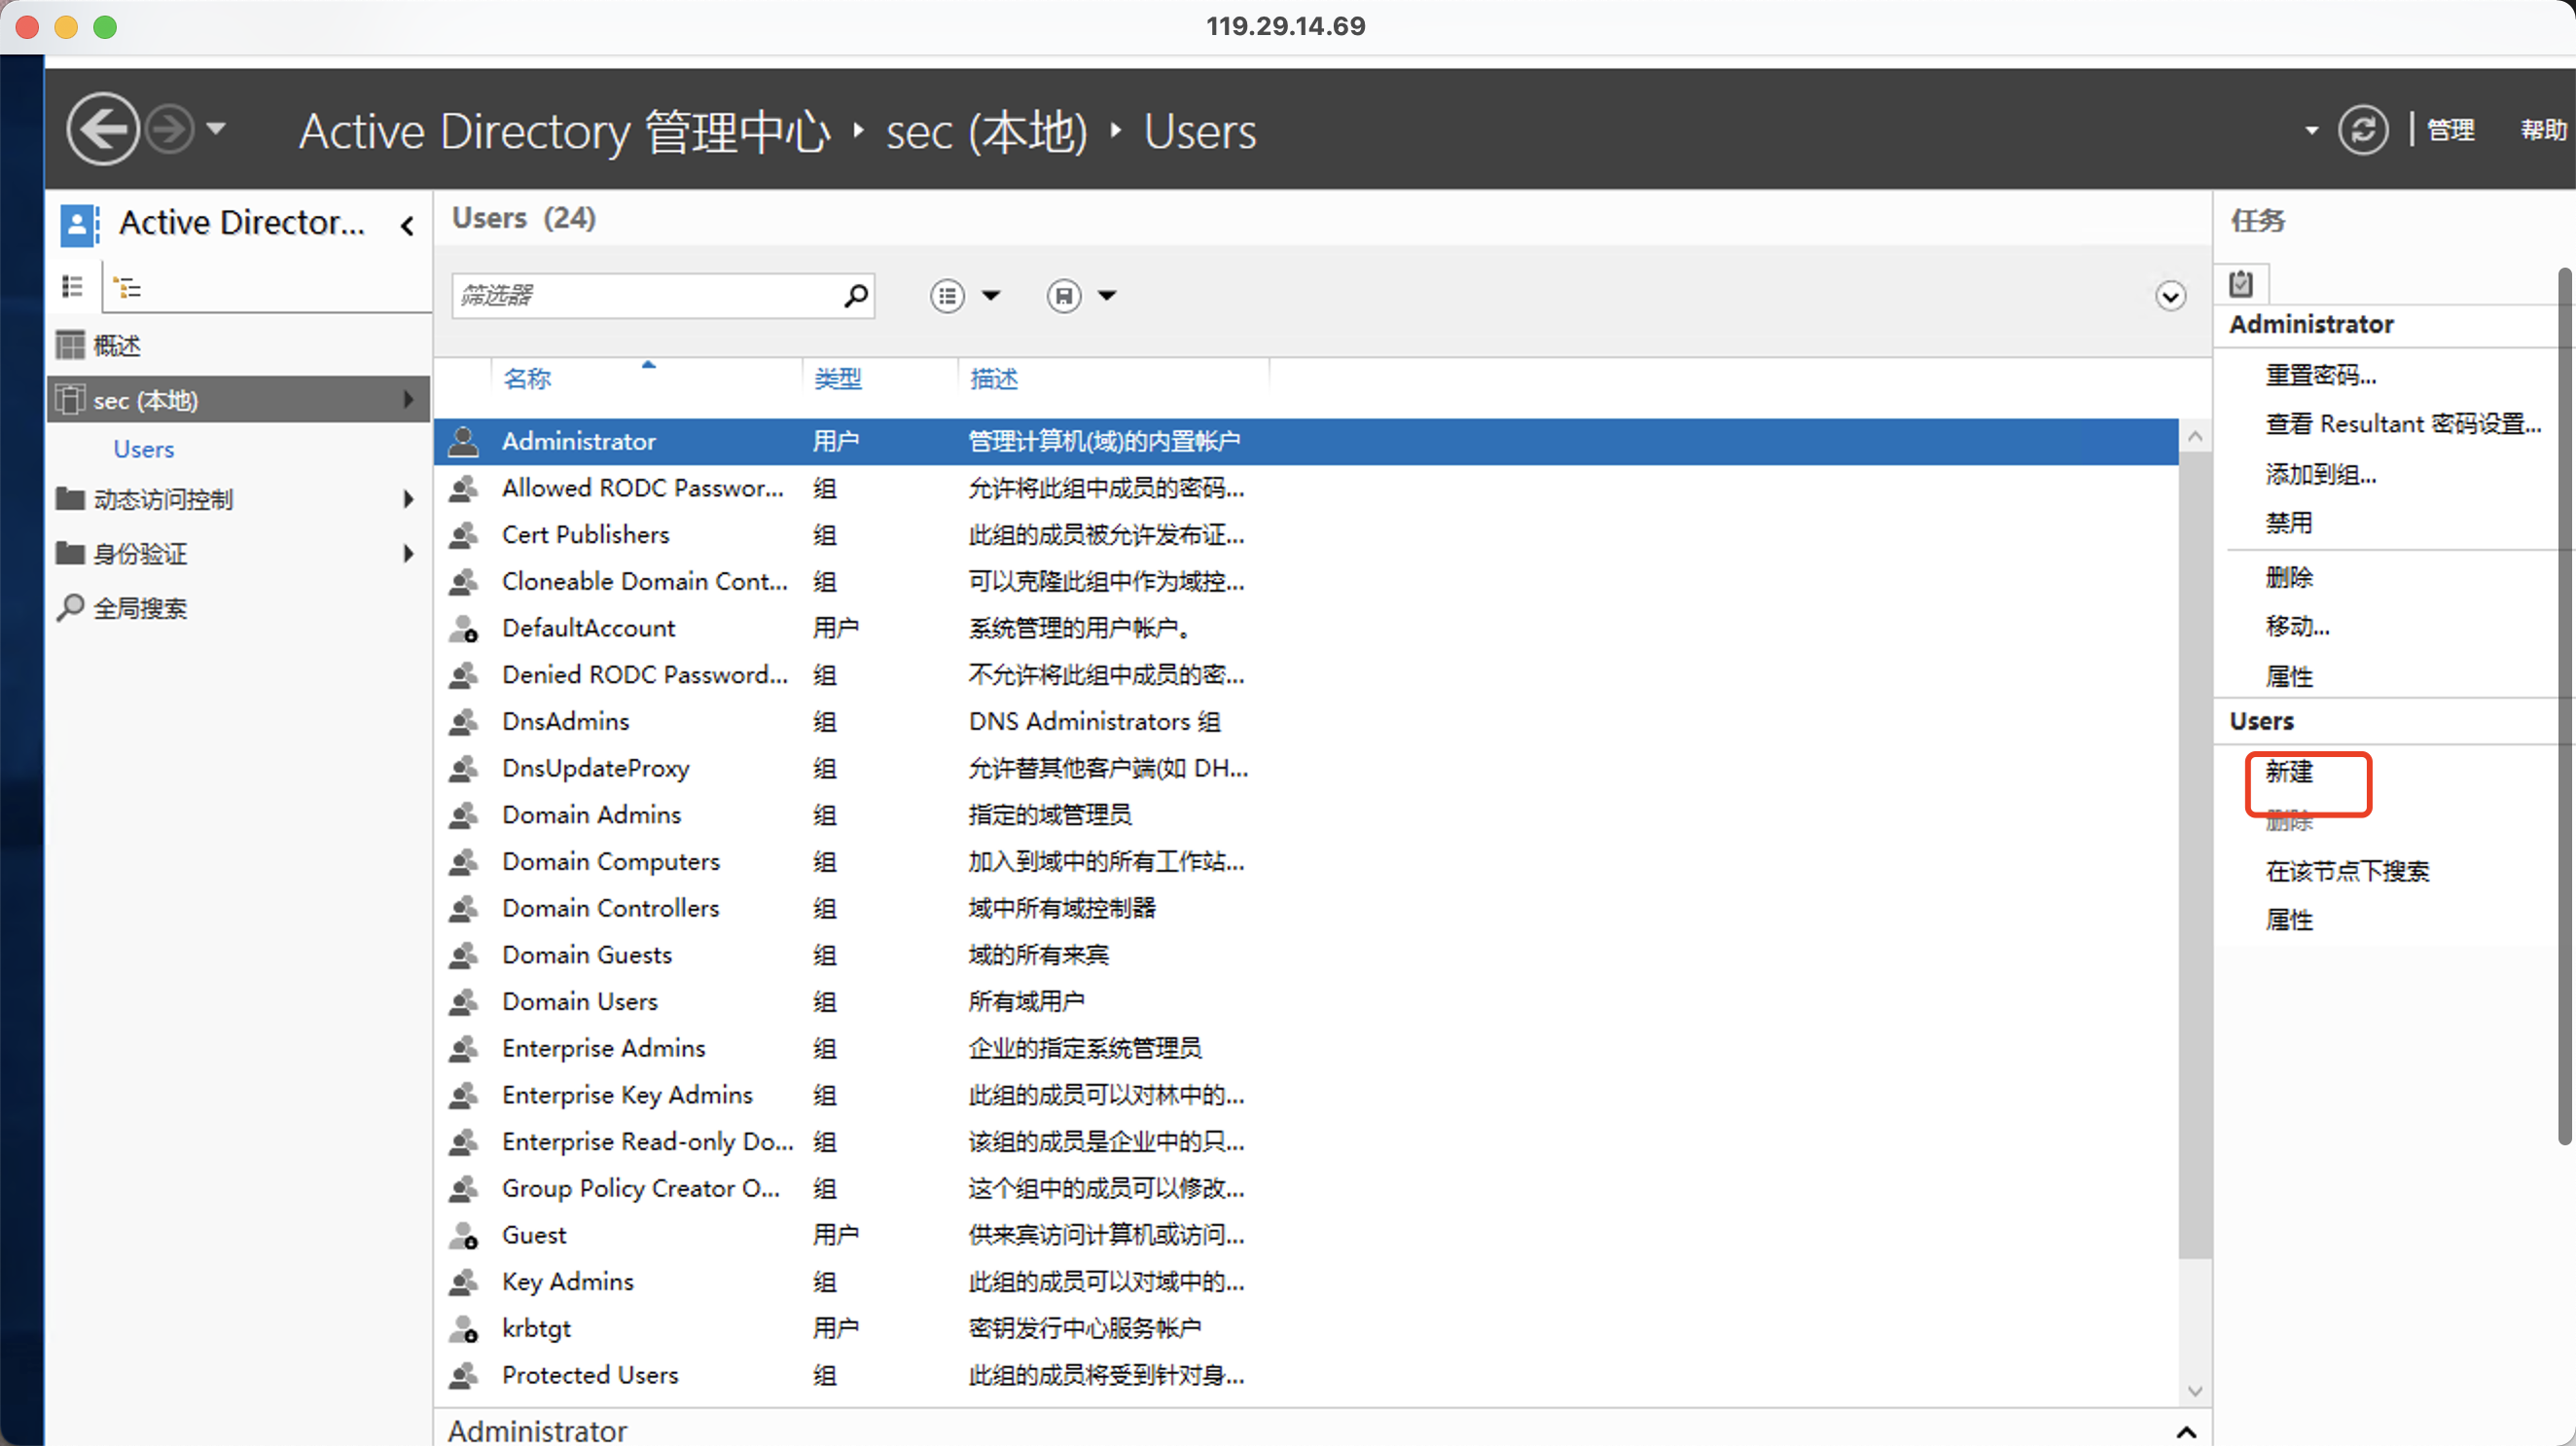 119.29.14.69
Active Directory 管理中心 ‣ sec (本地) ‣ Users
管理 帮助
Active Director...
概述
sec (本地)
Users
动态访问控制
身份验证
全局搜索
Users (24)
筛选器
名称 类型 描述
Administrator 用户 管理计算机(域)的内置帐户
Allowed RODC Passwor... 组 允许将此组中成员的密码...
Cert Publishers 组 此组的成员被允许发布证...
Cloneable Domain Cont... 组 可以克隆此组中作为域控...
DefaultAccount 用户 系统管理的用户帐户。
Denied RODC Password... 组 不允许将此组中成员的密...
DnsAdmins 组 DNS Administrators 组
DnsUpdateProxy 组 允许替其他客户端(如 DH...
Domain Admins 组 指定的域管理员
Domain Computers 组 加入到域中的所有工作站...
Domain Controllers 组 域中所有域控制器
Domain Guests 组 域的所有来宾
Domain Users 组 所有域用户
Enterprise Admins 组 企业的指定系统管理员
Enterprise Key Admins 组 此组的成员可以对林中的...
Enterprise Read-only Do... 组 该组的成员是企业中的只...
Group Policy Creator O... 组 这个组中的成员可以修改...
Guest 用户 供来宾访问计算机或访问...
Key Admins 组 此组的成员可以对域中的...
krbtgt 用户 密钥发行中心服务帐户
Protected Users 组 此组的成员将受到针对身...
Administrator
任务
Administrator
重置密码...
查看 Resultant 密码设置...
添加到组...
禁用
删除
移动...
属性
Users
新建
删除
在该节点下搜索
属性